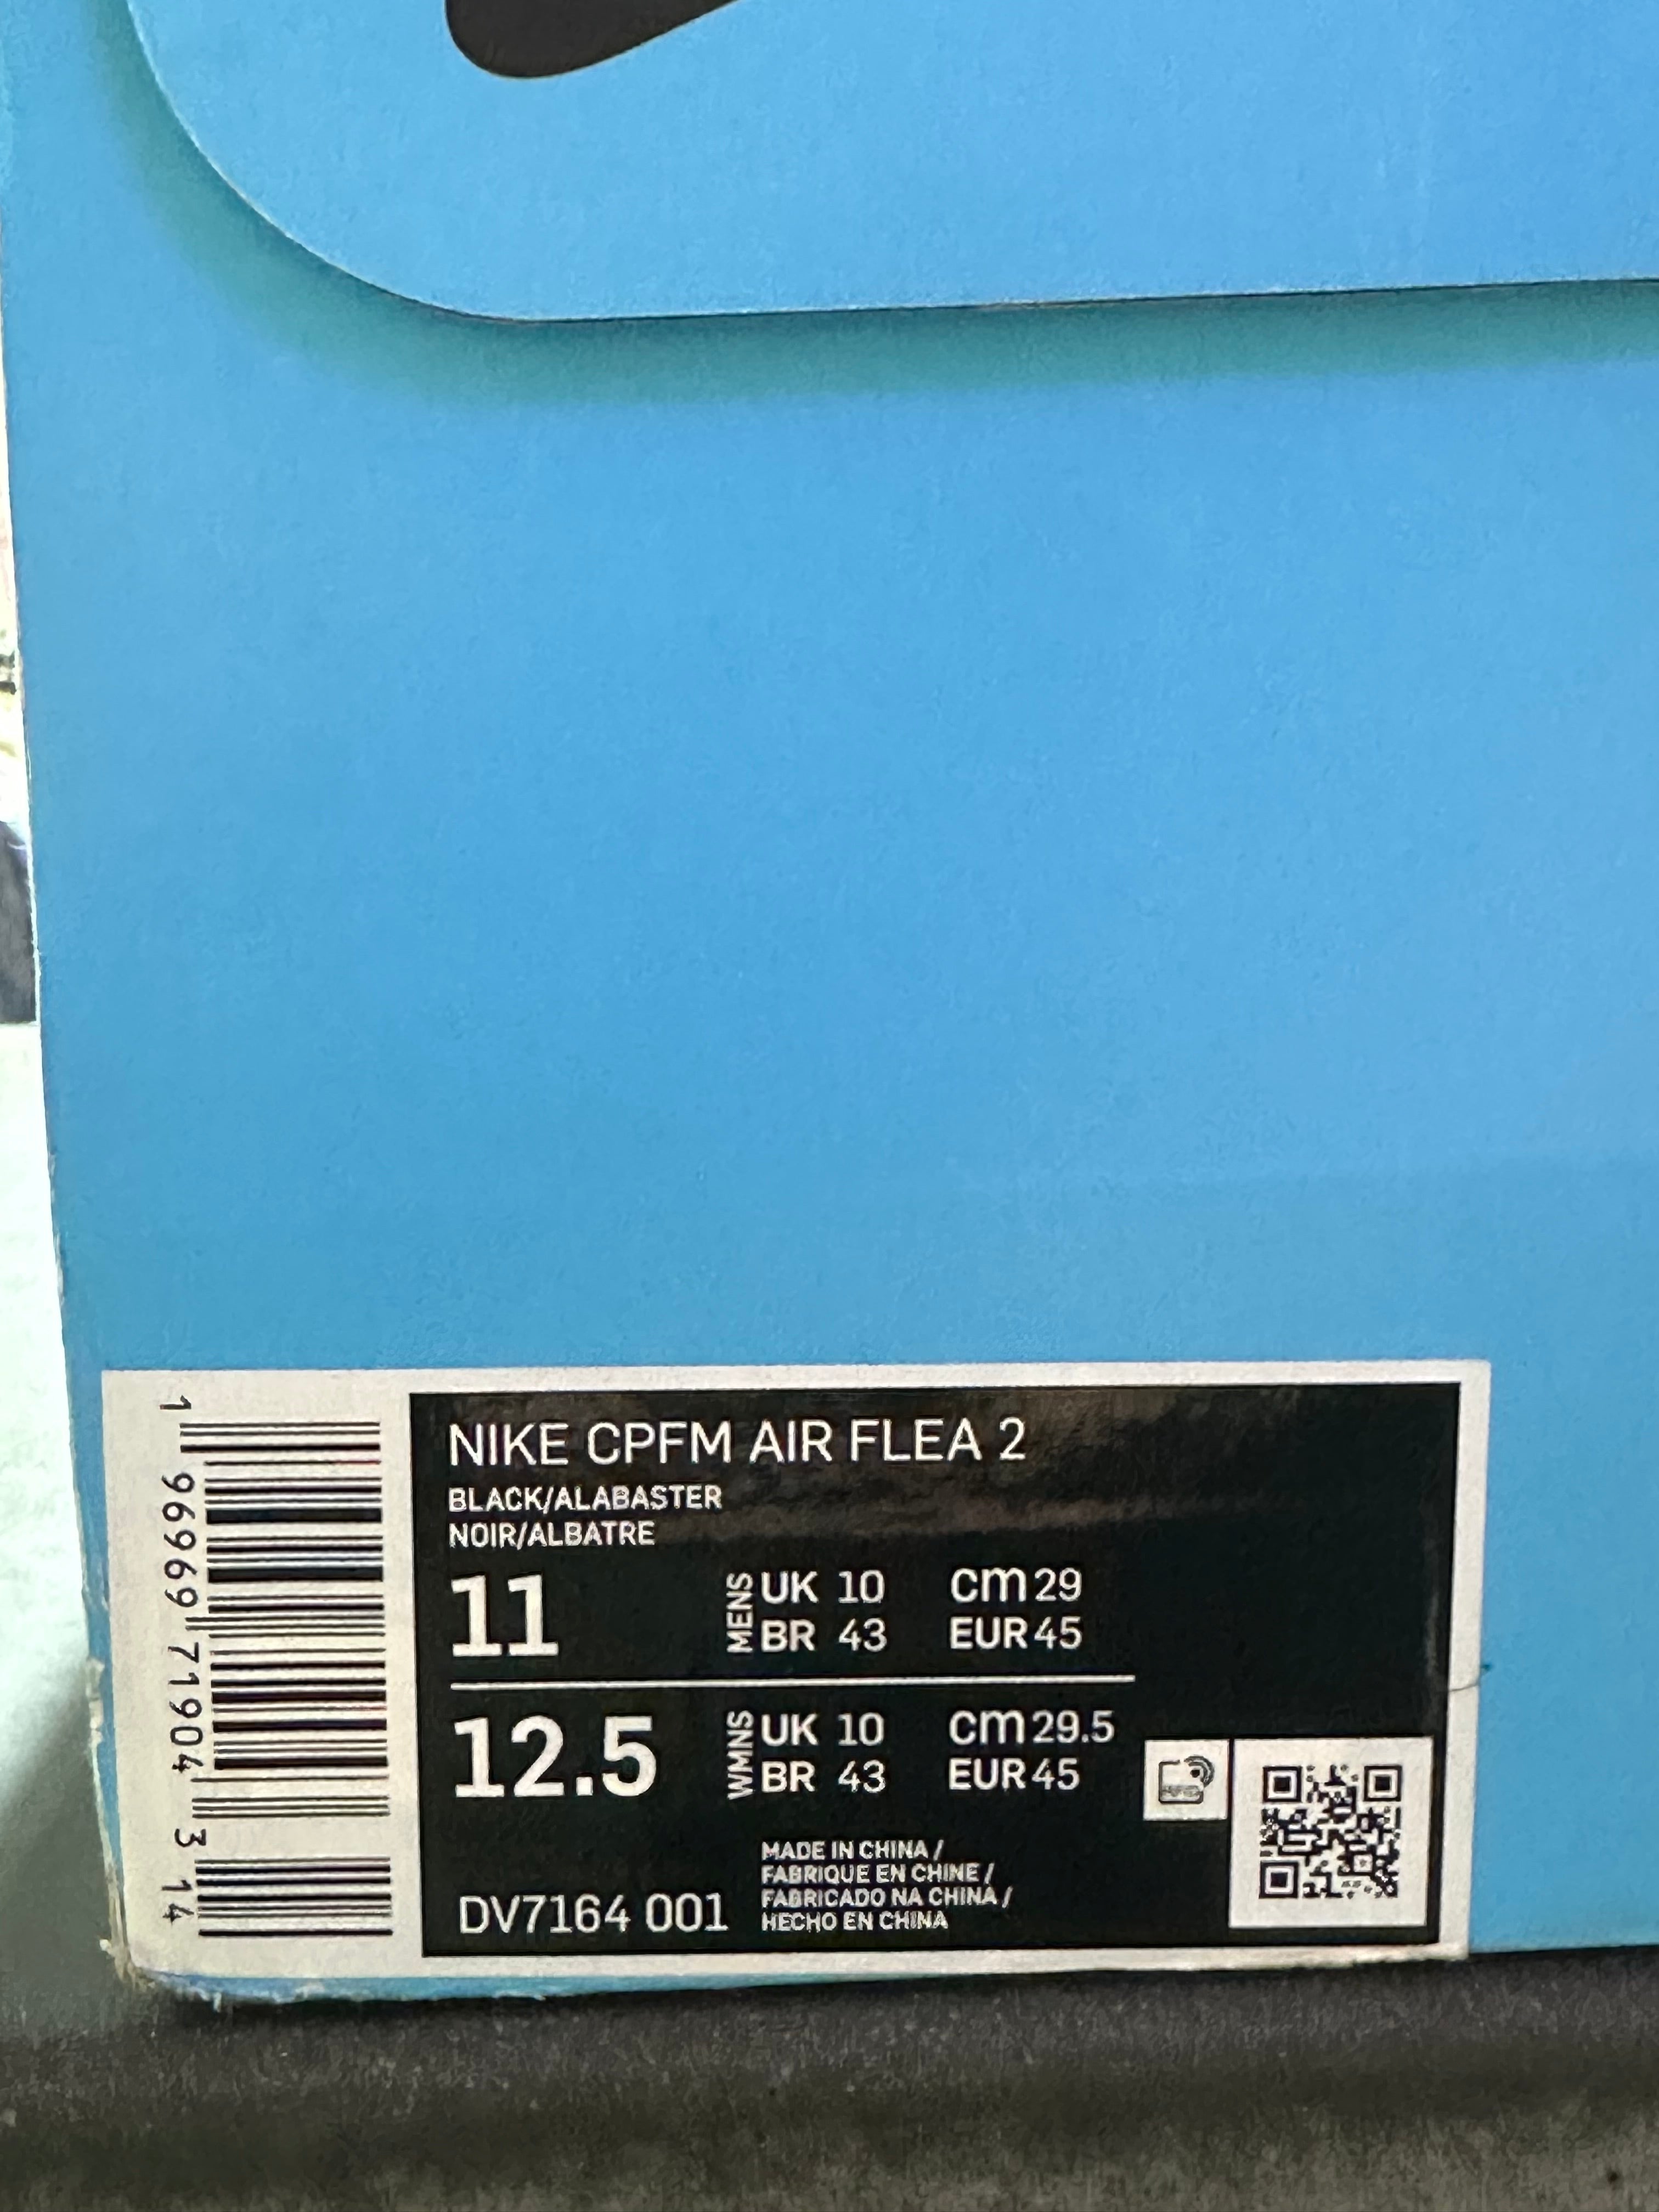 NIKE CPFM AIR FLEA 2
BLACK/ALABASTER
NOIR/ALBATRE
11 MENS UK 10 cm 29
BR 43 EUR 45
12.5 WMNS UK 10 cm 29.5
BR 43 EUR 45
DV7164 001
MADE IN CHINA /
FABRIQUE EN CHINE /
FABRICADO NA CHINA /
HECHO EN CHINA
1 96969 71904 3 14